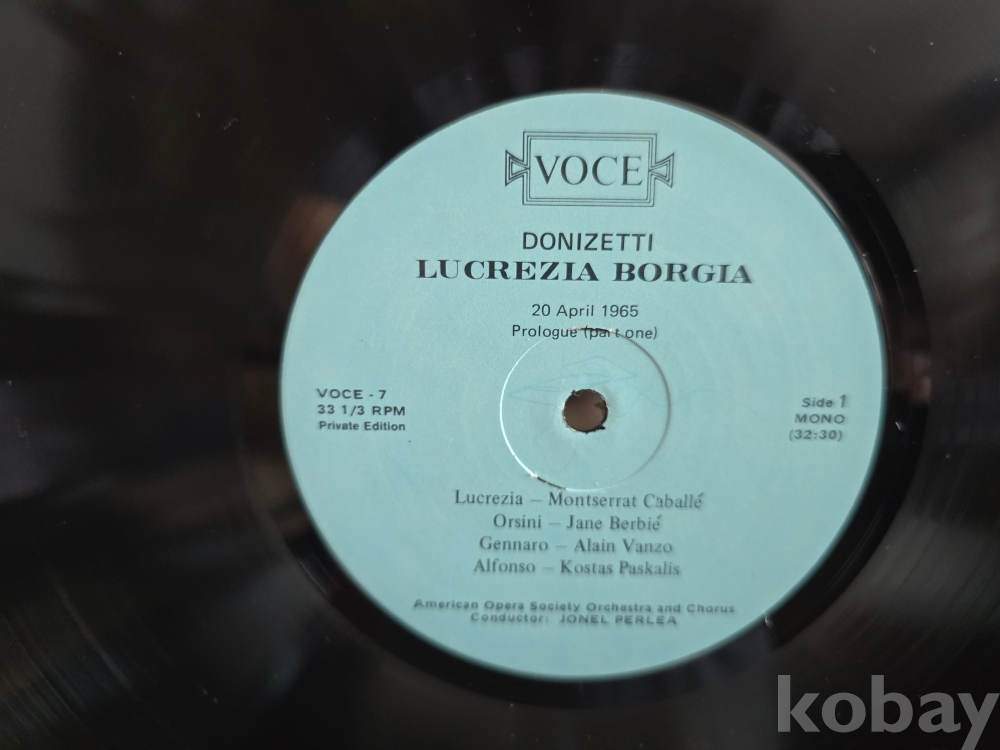 VOCE
DONIZETTI
LUCREZIA BORGIA
20 April 1965
Prologue (part one)
VOCE - 7
33 1/3 RPM
Private Edition
Side 1
MONO
(32:30)
Lucrezia – Montserrat Caballé
Orsini – Jane Berbié
Gennaro – Alain Vanzo
Alfonso – Kostas Paskalis
American Opera Society Orchestra and Chorus
Conductor: JONEL PERLEA
kobay